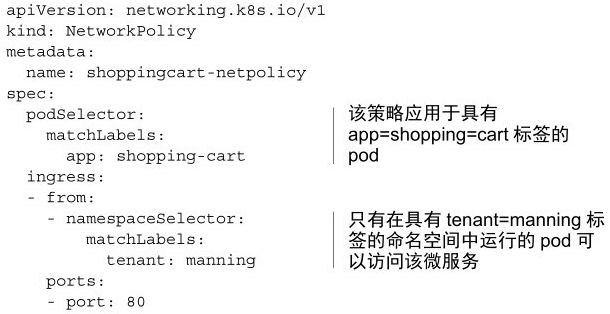 apiVersion: networking.k8s.io/v1
kind: NetworkPolicy
metadata:
  name: shoppingcart-netpolicy
spec:
  podSelector:
    matchLabels:
      app: shopping-cart
  ingress:
  - from:
    - namespaceSelector:
        matchLabels:
          tenant: manning
    ports:
    - port: 80
该策略应用于具有
app=shopping=cart 标签的
pod
只有在具有 tenant=manning 标
签的命名空间中运行的 pod 可
以访问该微服务